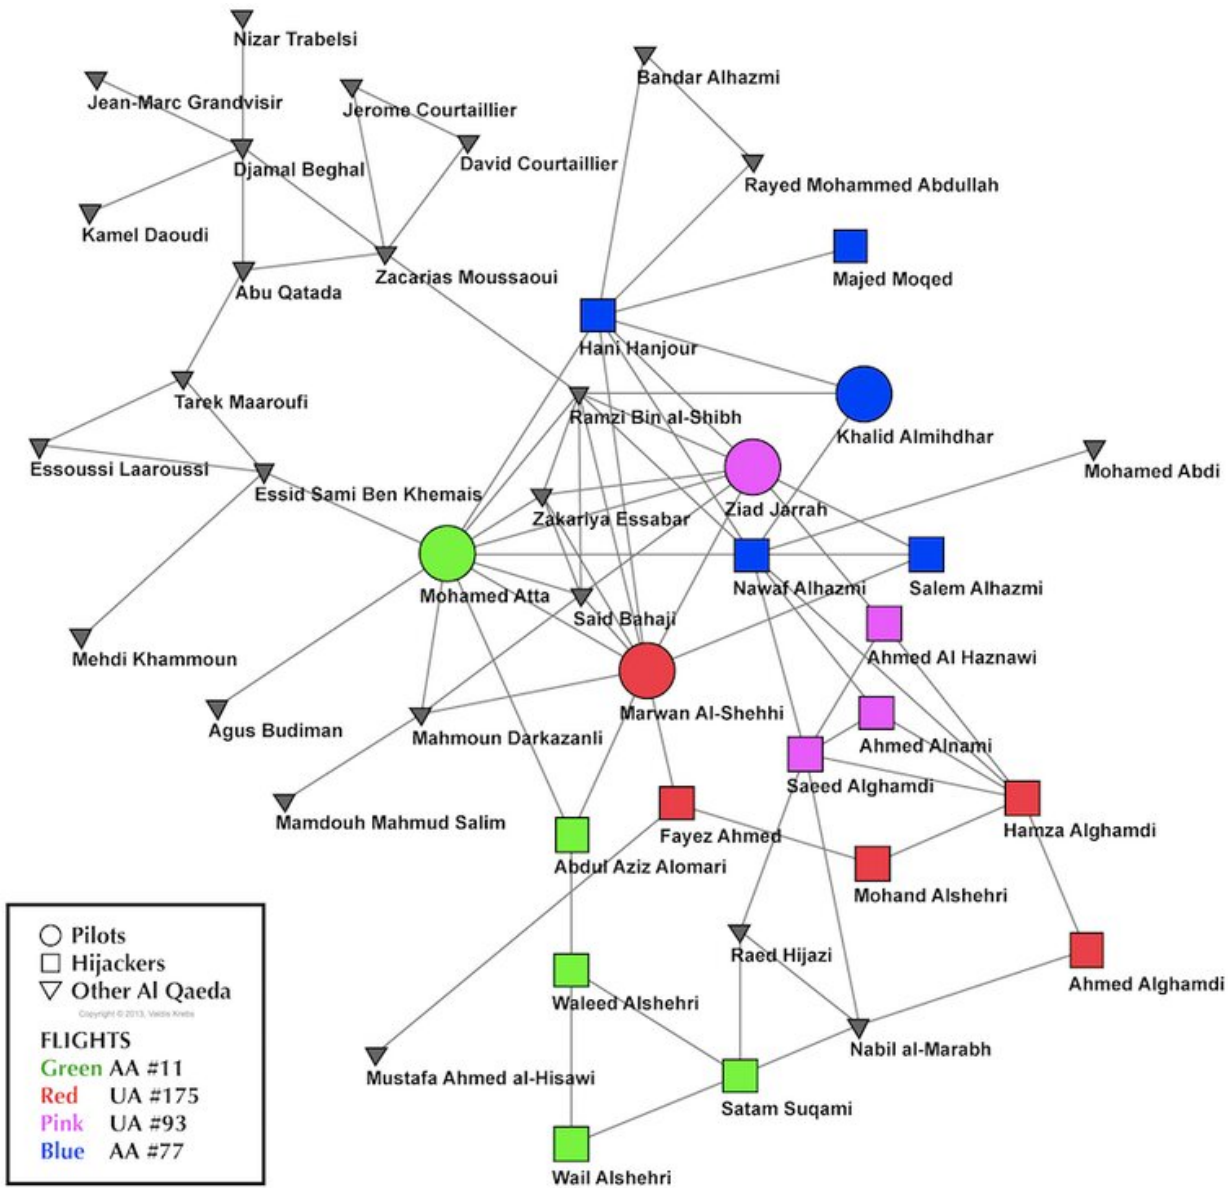 Nizar Trabelsi
Bandar Alhazmi
Jean-Marc Grandvisir
Jerome Courtaillier
David Courtaillier
Djamal Beghal
Rayed Mohammed Abdullah
Kamel Daoudi
Zacarias Moussaoui
Majed Moqed
Abu Qatada
Hani Hanjour
Tarek Maaroufi
Ramzi Bin al-Shibh
Khalid Almihdhar
Essoussi Laaroussi
Mohamed Abdi
Essid Sami Ben Khemais
Ziad Jarrah
Zakariya Essabar
Mohamed Atta
Nawaf Alhazmi
Salem Alhazmi
Said Bahaji
Mehdi Khammoun
Ahmed Al Haznawi
Marwan Al-Shehhi
Agus Budiman
Mahmoun Darkazanli
Ahmed Alnami
Saeed Alghamdi
Mamdouh Mahmud Salim
Fayez Ahmed
Hamza Alghamdi
Abdul Aziz Alomari
Mohand Alshehri
Raed Hijazi
Ahmed Alghamdi
Waleed Alshehri
Nabil al-Marabh
Mustafa Ahmed al-Hisawi
Satam Suqami
Wail Alshehri
Pilots
Hijackers
Other Al Qaeda
Copyright © 2013, Valdis Krebs
FLIGHTS
Green AA #11
Red UA #175
Pink UA #93
Blue AA #77